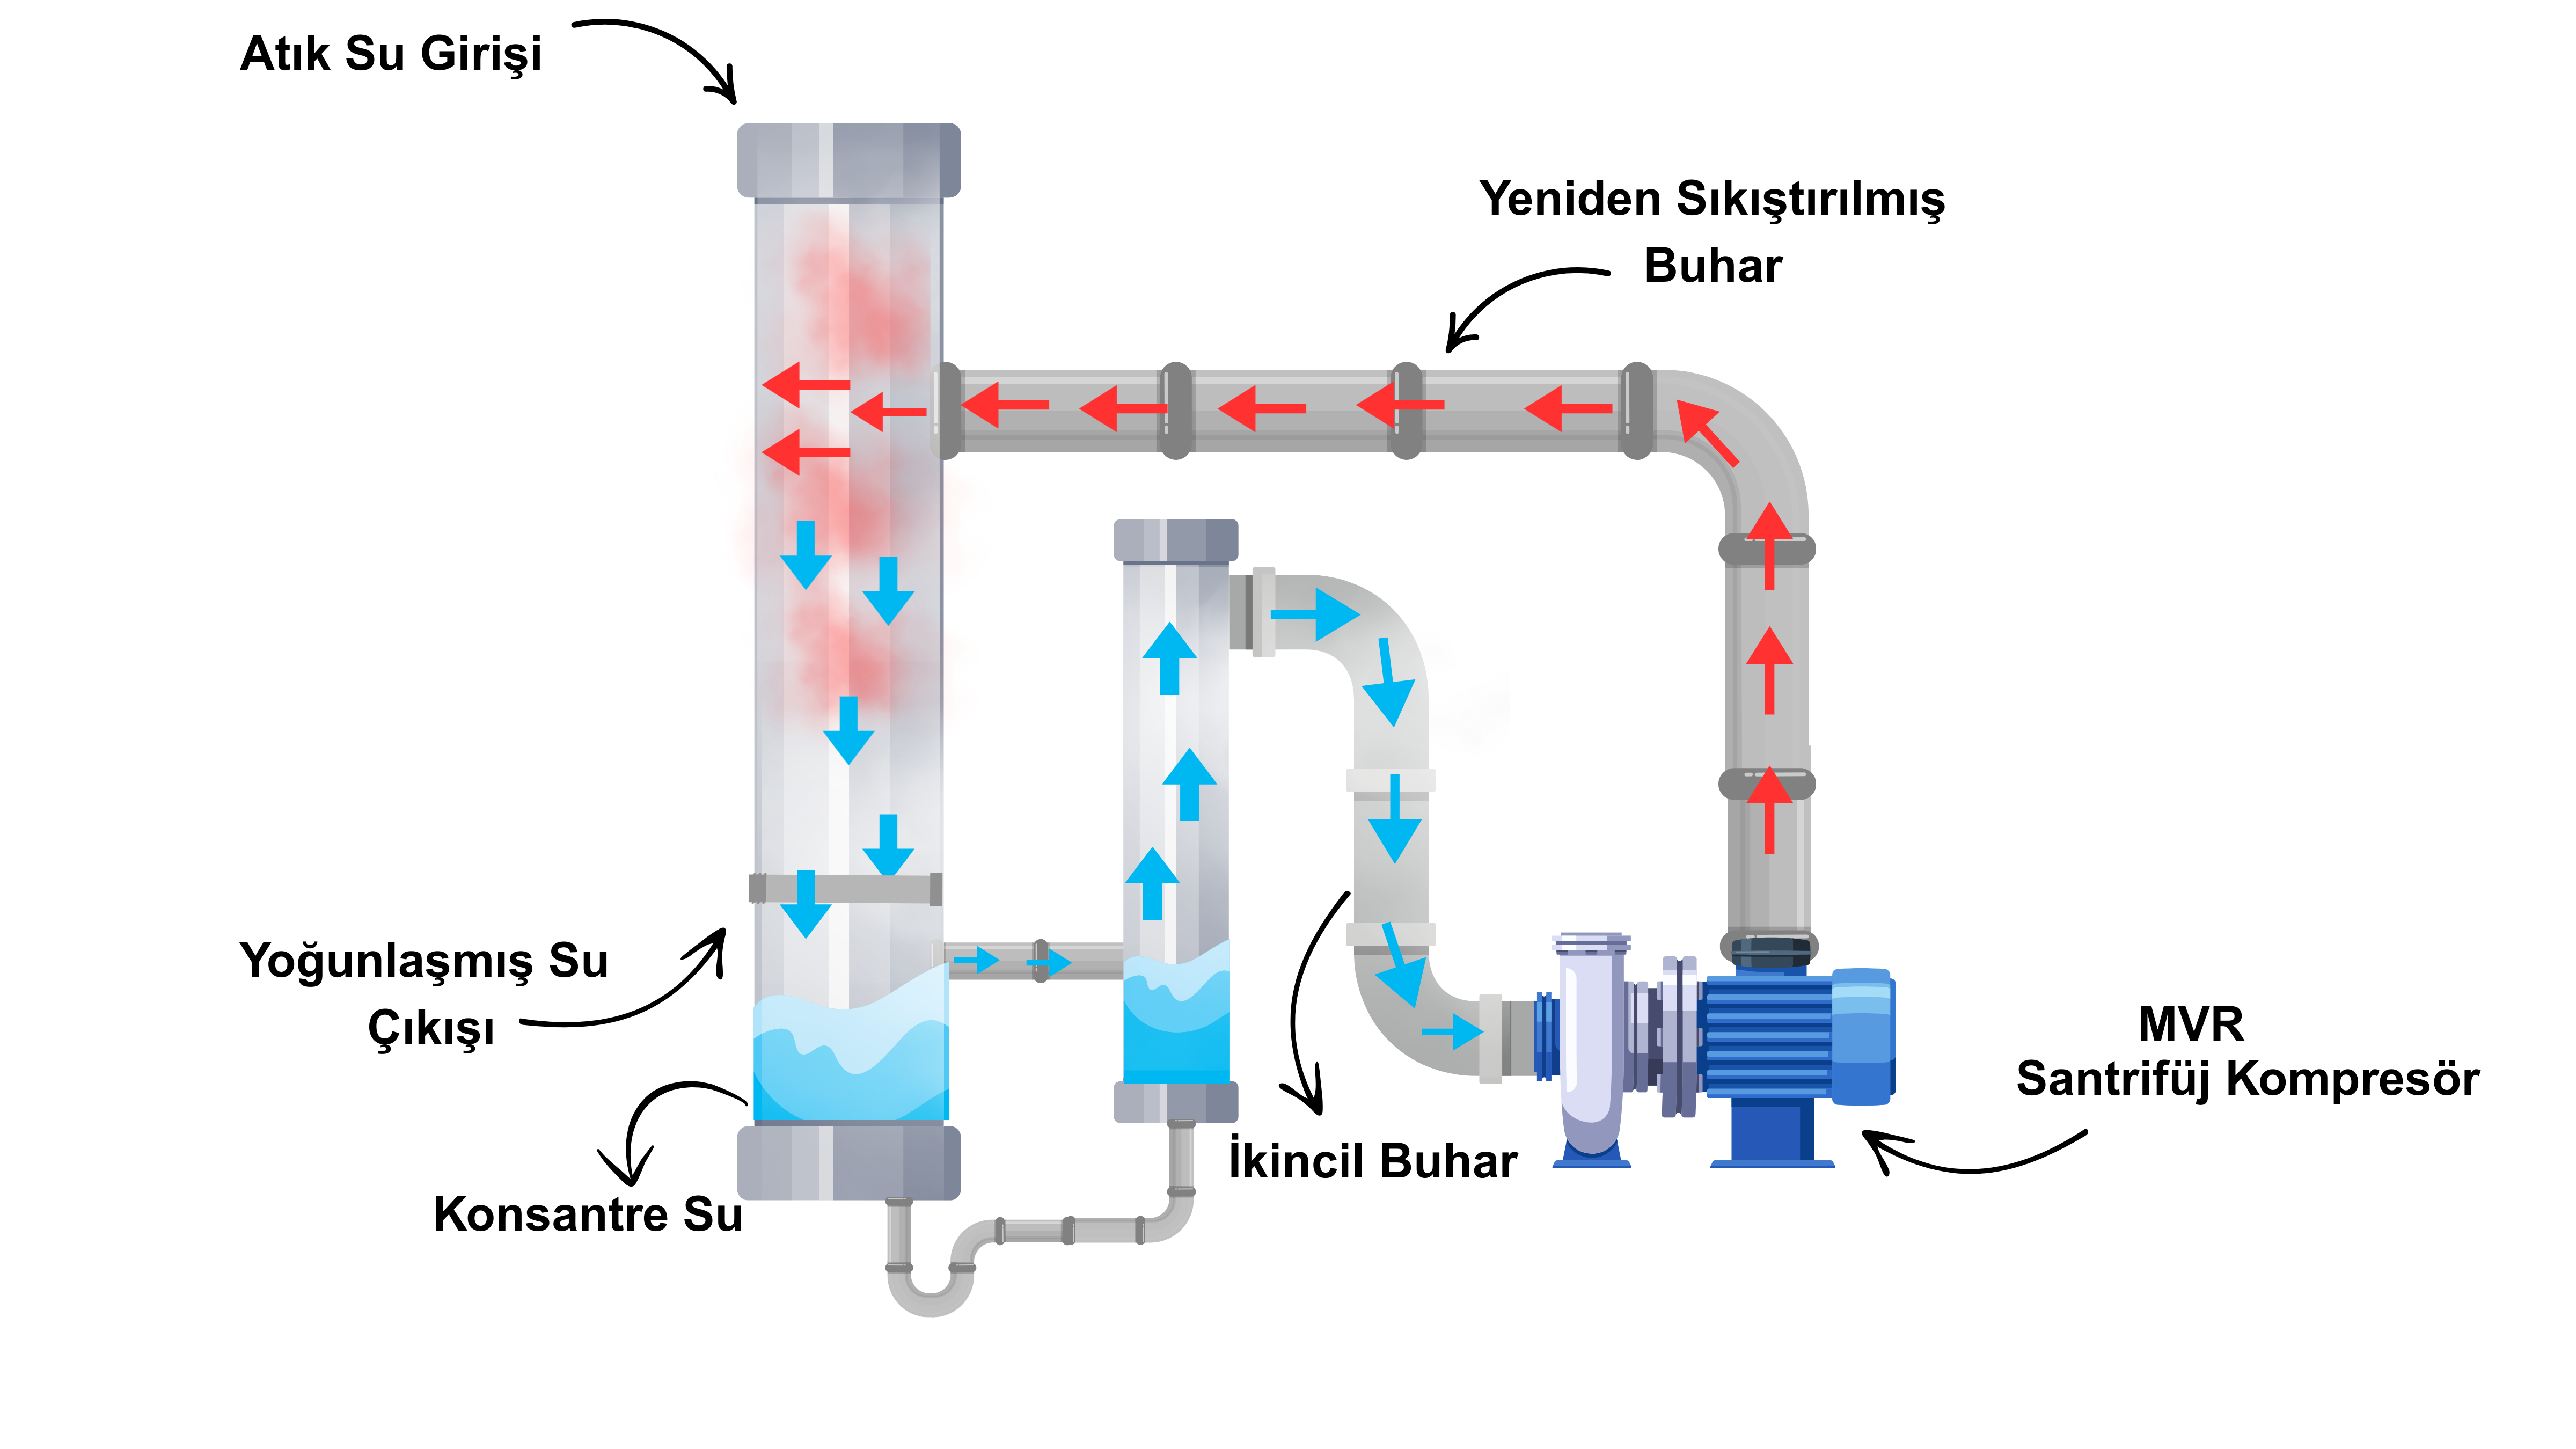 Atık Su Girişi
Yeniden Sıkıştırılmış
Buhar
Yoğunlaşmış Su
Çıkışı
Konsantre Su
İkincil Buhar
MVR
Santrifüj Kompresör